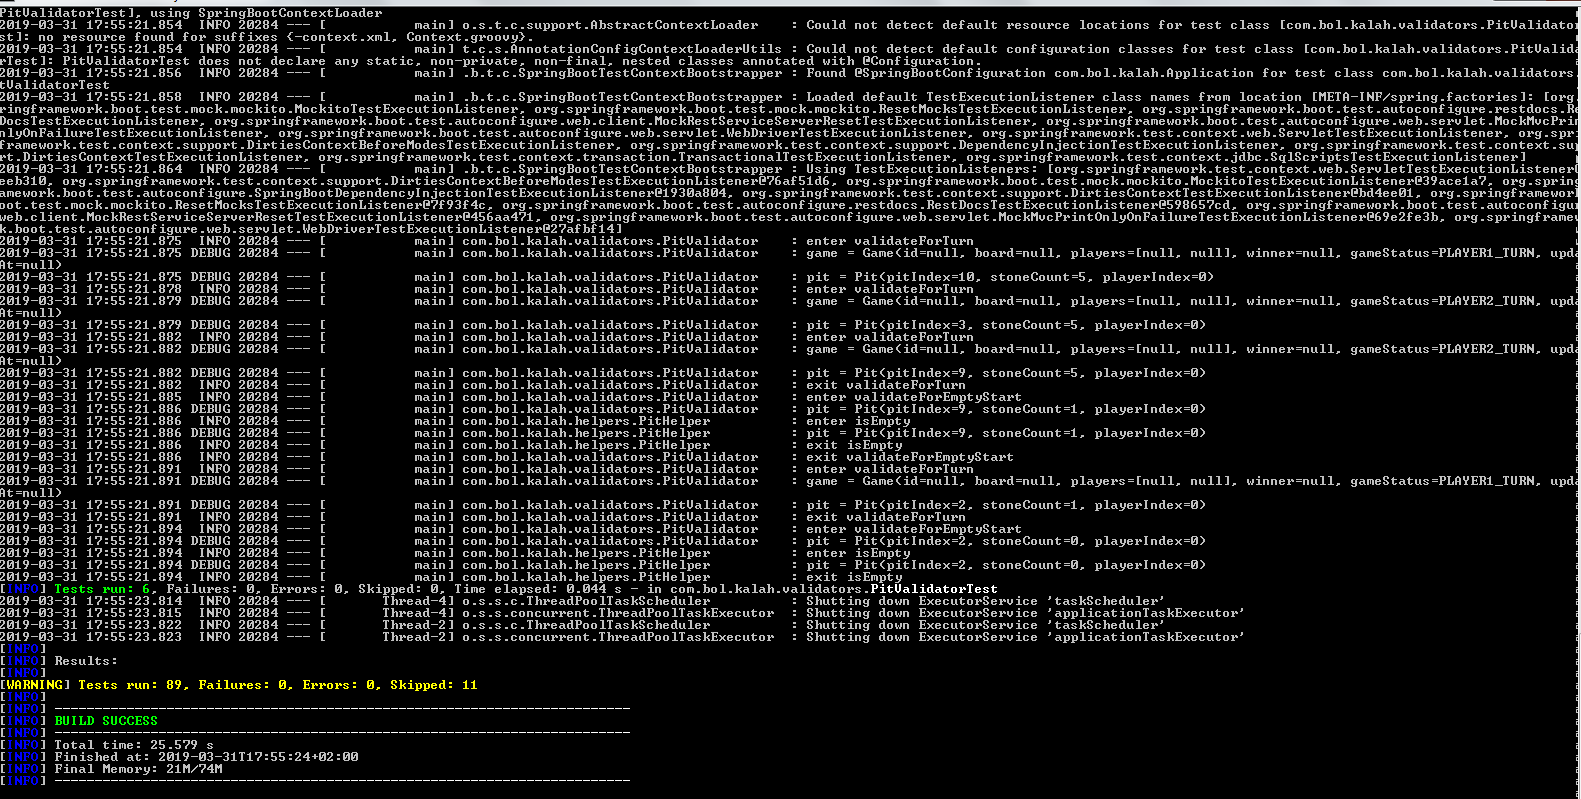 PitValidatorTest], using SpringBootContextLoader
2019-03-31 17:55:21.854  INFO 20284 --- [           main] o.s.t.c.support.AbstractContextLoader    : Could not detect default resource locations for test class [com.bol.kalah.validators.PitValidatorTe
st]: no resource found for suffixes {-context.xml, Context.groovy}.
2019-03-31 17:55:21.854  INFO 20284 --- [           main] t.c.s.AnnotationConfigContextLoaderUtils : Could not detect default configuration classes for test class [com.bol.kalah.validators.PitValidato
rTest]: PitValidatorTest does not declare any static, non-private, non-final, nested classes annotated with @Configuration.
2019-03-31 17:55:21.856  INFO 20284 --- [           main] .b.t.c.SpringBootTestContextBootstrapper : Found @SpringBootConfiguration com.bol.kalah.Application for test class com.bol.kalah.validators.Pi
tValidatorTest
2019-03-31 17:55:21.858  INFO 20284 --- [           main] .b.t.c.SpringBootTestContextBootstrapper : Loaded default TestExecutionListener class names from location [META-INF/spring.factories]: [org.sp
ringframework.boot.test.mock.mockito.MockitoTestExecutionListener, org.springframework.boot.test.mock.mockito.ResetMocksTestExecutionListener, org.springframework.boot.test.autoconfigure.restdocs.Rest
DocsTestExecutionListener, org.springframework.boot.test.autoconfigure.web.client.MockRestServiceServerResetTestExecutionListener, org.springframework.boot.test.autoconfigure.web.servlet.MockMvcPrintO
nlyOnFailureTestExecutionListener, org.springframework.boot.test.autoconfigure.web.servlet.WebDriverTestExecutionListener, org.springframework.test.context.web.ServletTestExecutionListener, org.spring
framework.test.context.support.DirtiesContextBeforeModesTestExecutionListener, org.springframework.test.context.support.DependencyInjectionTestExecutionListener, org.springframework.test.context.suppo
rt.DirtiesContextTestExecutionListener, org.springframework.test.context.transaction.TransactionalTestExecutionListener, org.springframework.test.context.jdbc.SqlScriptsTestExecutionListener]
2019-03-31 17:55:21.864  INFO 20284 --- [           main] .b.t.c.SpringBootTestContextBootstrapper : Using TestExecutionListeners: [org.springframework.test.context.web.ServletTestExecutionListener@
eeb310, org.springframework.test.context.support.DirtiesContextBeforeModesTestExecutionListener@76af51d6, org.springframework.boot.test.mock.mockito.MockitoTestExecutionListener@39ace1a7, org.springfr
amework.boot.test.autoconfigure.SpringBootDependencyInjectionTestExecutionListener@1930a804, org.springframework.test.context.support.DirtiesContextTestExecutionListener@bd4ee01, org.springframework.b
oot.test.mock.mockito.ResetMocksTestExecutionListener@7f93f4c, org.springframework.boot.test.autoconfigure.restdocs.RestDocsTestExecutionListener@598657cd, org.springframework.boot.test.autoconfigure.
web.client.MockRestServiceServerResetTestExecutionListener@456aa471, org.springframework.boot.test.autoconfigure.web.servlet.MockMvcPrintOnlyOnFailureTestExecutionListener@69e2fe3b, org.springframewor
k.boot.test.autoconfigure.web.servlet.WebDriverTestExecutionListener@27afbf14]
2019-03-31 17:55:21.875  INFO 20284 --- [           main] com.bol.kalah.validators.PitValidator    : enter validateForTurn
2019-03-31 17:55:21.875 DEBUG 20284 --- [           main] com.bol.kalah.validators.PitValidator    : game = Game(id=null, board=null, players=[null, null], winner=null, gameStatus=PLAYER1_TURN, updated
At=null)
2019-03-31 17:55:21.875 DEBUG 20284 --- [           main] com.bol.kalah.validators.PitValidator    : pit = Pit(pitIndex=10, stoneCount=5, playerIndex=0)
2019-03-31 17:55:21.878  INFO 20284 --- [           main] com.bol.kalah.validators.PitValidator    : enter validateForTurn
2019-03-31 17:55:21.879 DEBUG 20284 --- [           main] com.bol.kalah.validators.PitValidator    : game = Game(id=null, board=null, players=[null, null], winner=null, gameStatus=PLAYER2_TURN, updated
At=null)
2019-03-31 17:55:21.879 DEBUG 20284 --- [           main] com.bol.kalah.validators.PitValidator    : pit = Pit(pitIndex=3, stoneCount=5, playerIndex=0)
2019-03-31 17:55:21.882  INFO 20284 --- [           main] com.bol.kalah.validators.PitValidator    : enter validateForTurn
2019-03-31 17:55:21.882 DEBUG 20284 --- [           main] com.bol.kalah.validators.PitValidator    : game = Game(id=null, board=null, players=[null, null], winner=null, gameStatus=PLAYER2_TURN, updated
At=null)
2019-03-31 17:55:21.882 DEBUG 20284 --- [           main] com.bol.kalah.validators.PitValidator    : pit = Pit(pitIndex=9, stoneCount=5, playerIndex=0)
2019-03-31 17:55:21.882  INFO 20284 --- [           main] com.bol.kalah.validators.PitValidator    : exit validateForTurn
2019-03-31 17:55:21.885  INFO 20284 --- [           main] com.bol.kalah.validators.PitValidator    : enter validateForEmptyStart
2019-03-31 17:55:21.886 DEBUG 20284 --- [           main] com.bol.kalah.validators.PitValidator    : pit = Pit(pitIndex=9, stoneCount=1, playerIndex=0)
2019-03-31 17:55:21.886  INFO 20284 --- [           main] com.bol.kalah.helpers.PitHelper          : enter isEmpty
2019-03-31 17:55:21.886 DEBUG 20284 --- [           main] com.bol.kalah.helpers.PitHelper          : pit = Pit(pitIndex=9, stoneCount=1, playerIndex=0)
2019-03-31 17:55:21.886  INFO 20284 --- [           main] com.bol.kalah.helpers.PitHelper          : exit isEmpty
2019-03-31 17:55:21.886  INFO 20284 --- [           main] com.bol.kalah.validators.PitValidator    : exit validateForEmptyStart
2019-03-31 17:55:21.891  INFO 20284 --- [           main] com.bol.kalah.validators.PitValidator    : enter validateForTurn
2019-03-31 17:55:21.891 DEBUG 20284 --- [           main] com.bol.kalah.validators.PitValidator    : game = Game(id=null, board=null, players=[null, null], winner=null, gameStatus=PLAYER1_TURN, updated
At=null)
2019-03-31 17:55:21.891 DEBUG 20284 --- [           main] com.bol.kalah.validators.PitValidator    : pit = Pit(pitIndex=2, stoneCount=1, playerIndex=0)
2019-03-31 17:55:21.891  INFO 20284 --- [           main] com.bol.kalah.validators.PitValidator    : exit validateForTurn
2019-03-31 17:55:21.894  INFO 20284 --- [           main] com.bol.kalah.validators.PitValidator    : enter validateForEmptyStart
2019-03-31 17:55:21.894 DEBUG 20284 --- [           main] com.bol.kalah.validators.PitValidator    : pit = Pit(pitIndex=2, stoneCount=0, playerIndex=0)
2019-03-31 17:55:21.894  INFO 20284 --- [           main] com.bol.kalah.helpers.PitHelper          : enter isEmpty
2019-03-31 17:55:21.894 DEBUG 20284 --- [           main] com.bol.kalah.helpers.PitHelper          : pit = Pit(pitIndex=2, stoneCount=0, playerIndex=0)
2019-03-31 17:55:21.894  INFO 20284 --- [           main] com.bol.kalah.helpers.PitHelper          : exit isEmpty
[INFO] Tests run: 6, Failures: 0, Errors: 0, Skipped: 0, Time elapsed: 0.044 s - in com.bol.kalah.validators.PitValidatorTest
2019-03-31 17:55:23.814  INFO 20284 --- [       Thread-4] o.s.s.c.ThreadPoolTaskScheduler          : Shutting down ExecutorService 'taskScheduler'
2019-03-31 17:55:23.815  INFO 20284 --- [       Thread-4] o.s.s.concurrent.ThreadPoolTaskExecutor  : Shutting down ExecutorService 'applicationTaskExecutor'
2019-03-31 17:55:23.822  INFO 20284 --- [       Thread-2] o.s.s.c.ThreadPoolTaskScheduler          : Shutting down ExecutorService 'taskScheduler'
2019-03-31 17:55:23.823  INFO 20284 --- [       Thread-2] o.s.s.concurrent.ThreadPoolTaskExecutor  : Shutting down ExecutorService 'applicationTaskExecutor'
[INFO]
[INFO] Results:
[INFO]
[WARNING] Tests run: 89, Failures: 0, Errors: 0, Skipped: 11
[INFO]
[INFO] ------------------------------------------------------------------------
[INFO] BUILD SUCCESS
[INFO] ------------------------------------------------------------------------
[INFO] Total time: 25.579 s
[INFO] Finished at: 2019-03-31T17:55:24+02:00
[INFO] Final Memory: 21M/74M
[INFO] ------------------------------------------------------------------------